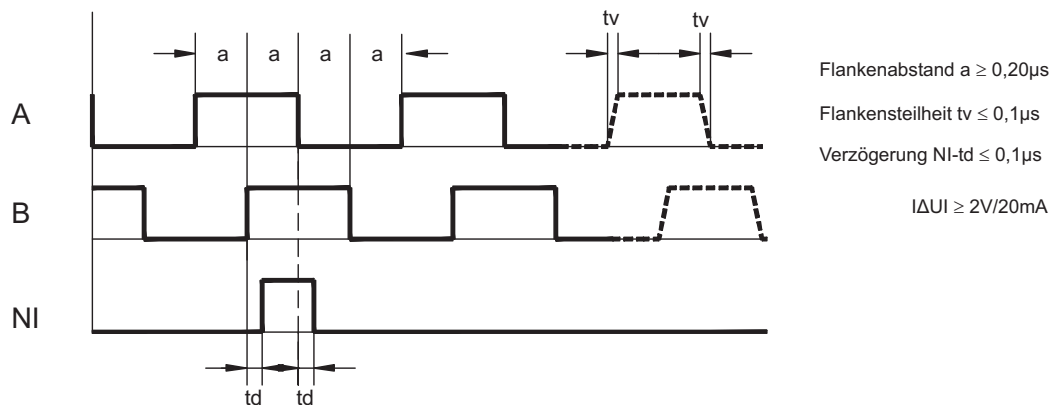 tv tv
a a a a
Flankenabstand a ≥ 0,20µs
A
Flankensteilheit tv ≤ 0,1µs
Verzögerung NI-td ≤ 0,1µs
B
IΔUI ≥ 2V/20mA
NI
td td